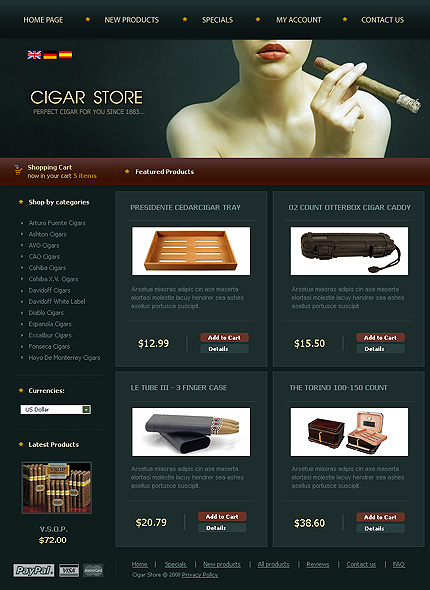 HOME PAGE NEW PRODUCTS SPECIALS MY ACCOUNT CONTACT US
CIGAR STORE
PERFECT CIGAR FOR YOU SINCE 1883...
Shopping Cart
now in your cart 5 items
Featured Products
Shop by categories
Arturo Fuente Cigars
Ashton Cigars
AVO Cigars
CAO Cigars
Cohiba Cigars
Cohiba X.V. Cigars
Davidoff Cigars
Davidoff White Label
Diablo Cigars
Espanola Cigars
Excalibur Cigars
Fonseca Cigars
Hoyo De Monterrey Cigars
Currencies:
US Dollar
Latest Products
V.S.O.P.
V.S.O.P.
$72.00
PRESIDENTE CEDARCIGAR TRAY
Arsetue miasras adipis cin ase maserta
elortasi molestie lacuy hendrer sea ashes
aselius portusce suscipit.
$12.99
Add to Cart
Details
02 COUNT OTTERBOX CIGAR CADDY
Arsetue miasras adipis cin ase maserta
elortasi molestie lacuy hendrer sea ashes
aselius portusce suscipit.
$15.50
Add to Cart
Details
LE TUBE III - 3 FINGER CASE
Arsetue miasras adipis cin ase maserta
elortasi molestie lacuy hendrer sea ashes
aselius portusce suscipit.
$20.79
Add to Cart
Details
THE TORINO 100-150 COUNT
Arsetue miasras adipis cin ase maserta
elortasi molestie lacuy hendrer sea ashes
aselius portusce suscipit.
$38.60
Add to Cart
Details
PayPal VISA MasterCard
Home | Specials | New products | All products | Reviews | Contact us | FAQ
Cigar Store © 2008 Privacy Policy